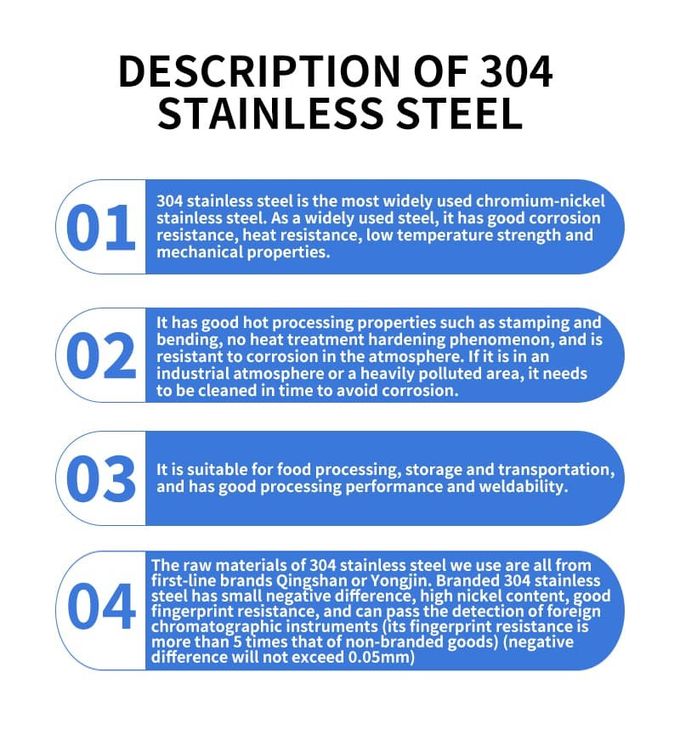 DESCRIPTION OF 304
STAINLESS STEEL
01
304 stainless steel is the most widely used chromium-nickel
stainless steel. As a widely used steel, it has good corrosion
resistance, heat resistance, low temperature strength and
mechanical properties.
02
It has good hot processing properties such as stamping and
bending, no heat treatment hardening phenomenon, and is
resistant to corrosion in the atmosphere. If it is in an
industrial atmosphere or a heavily polluted area, it needs
to be cleaned in time to avoid corrosion.
03
It is suitable for food processing, storage and transportation,
and has good processing performance and weldability.
04
The raw materials of 304 stainless steel we use are all from
first-line brands Qingshan or Yongjin. Branded 304 stainless
steel has small negative difference, high nickel content, good
fingerprint resistance, and can pass the detection of foreign
chromatographic instruments (its fingerprint resistance is
more than 5 times that of non-branded goods) (negative
difference will not exceed 0.05mm)